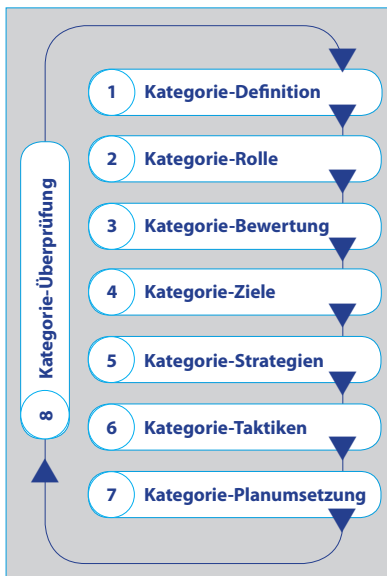 1 Kategorie-Definition
2 Kategorie-Rolle
3 Kategorie-Bewertung
4 Kategorie-Ziele
5 Kategorie-Strategien
6 Kategorie-Taktiken
7 Kategorie-Planumsetzung
8 Kategorie-Überprüfung